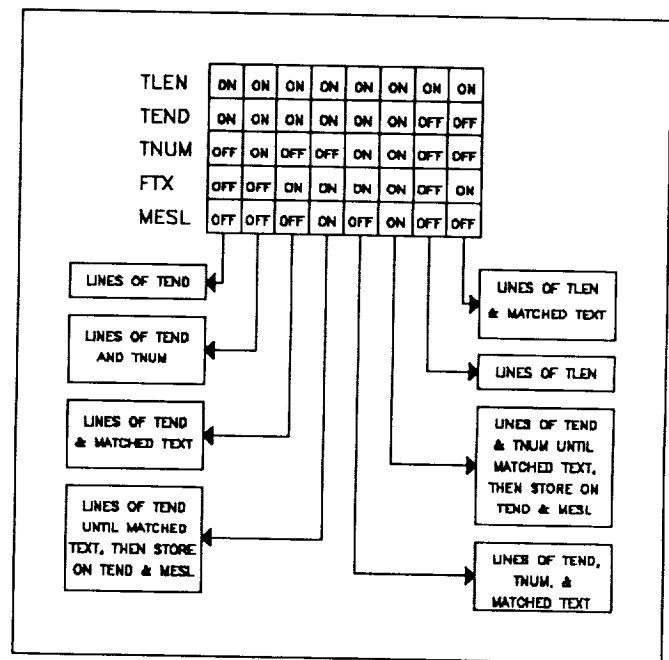 TLEN ON ON ON ON ON ON ON ON
TEND ON ON ON ON ON ON OFF OFF
TNUM OFF ON OFF OFF ON ON OFF OFF
FTX OFF OFF ON ON ON ON OFF ON
MESL OFF OFF OFF ON OFF ON OFF OFF
LINES OF TEND
LINES OF TEND
AND TNUM
LINES OF TEND
& MATCHED TEXT
LINES OF TEND
UNTIL MATCHED
TEXT, THEN STORE
ON TEND & MESL
LINES OF TLEN
& MATCHED TEXT
LINES OF TLEN
LINES OF TEND
& TNUM UNTIL
MATCHED TEXT,
THEN STORE ON
TEND & MESL
LINES OF TEND,
TNUM, &
MATCHED TEXT